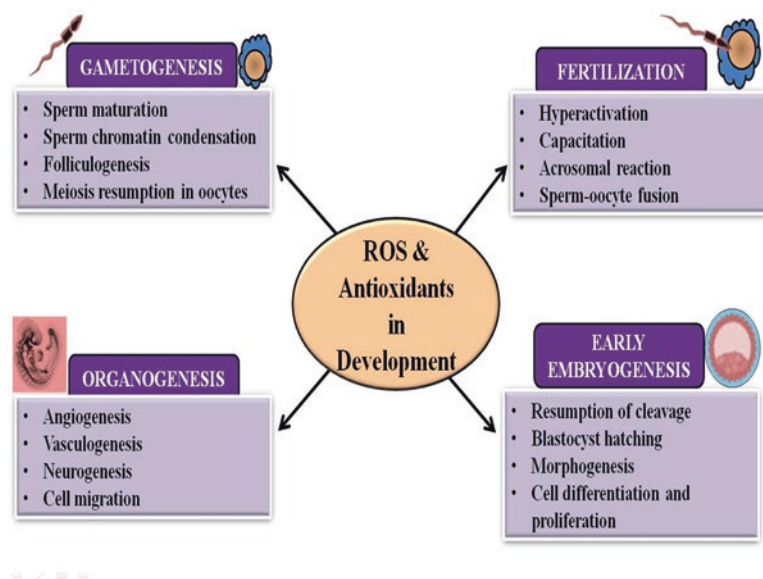 GAMETOGENESIS
• Sperm maturation
• Sperm chromatin condensation
• Folliculogenesis
• Meiosis resumption in oocytes
FERTILIZATION
• Hyperactivation
• Capacitation
• Acrosomal reaction
• Sperm-oocyte fusion
ROS &
Antioxidants
in
Development
ORGANOGENESIS
• Angiogenesis
• Vasculogenesis
• Neurogenesis
• Cell migration
EARLY
EMBRYOGENESIS
• Resumption of cleavage
• Blastocyst hatching
• Morphogenesis
• Cell differentiation and
proliferation